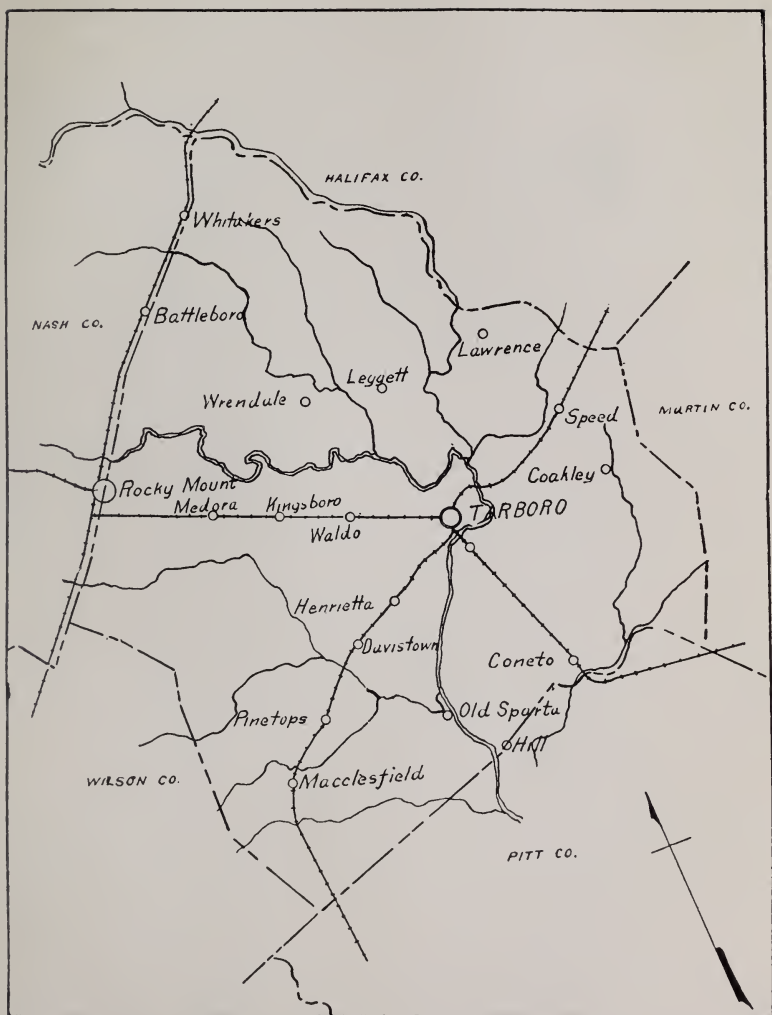 HALIFAX CO.
Whitakers
NASH CO.
Battleboro
Lawrence
Leggett
Wrendale
Speed
MARTIN CO.
Coakley
Rocky Mount
Medora
Kingsboro
TARBORO
Waldo
Henrietta
Davistown
Coneto
Pinetops
Old Sparta
Hill
WILSON CO.
Macclesfield
PITT CO.